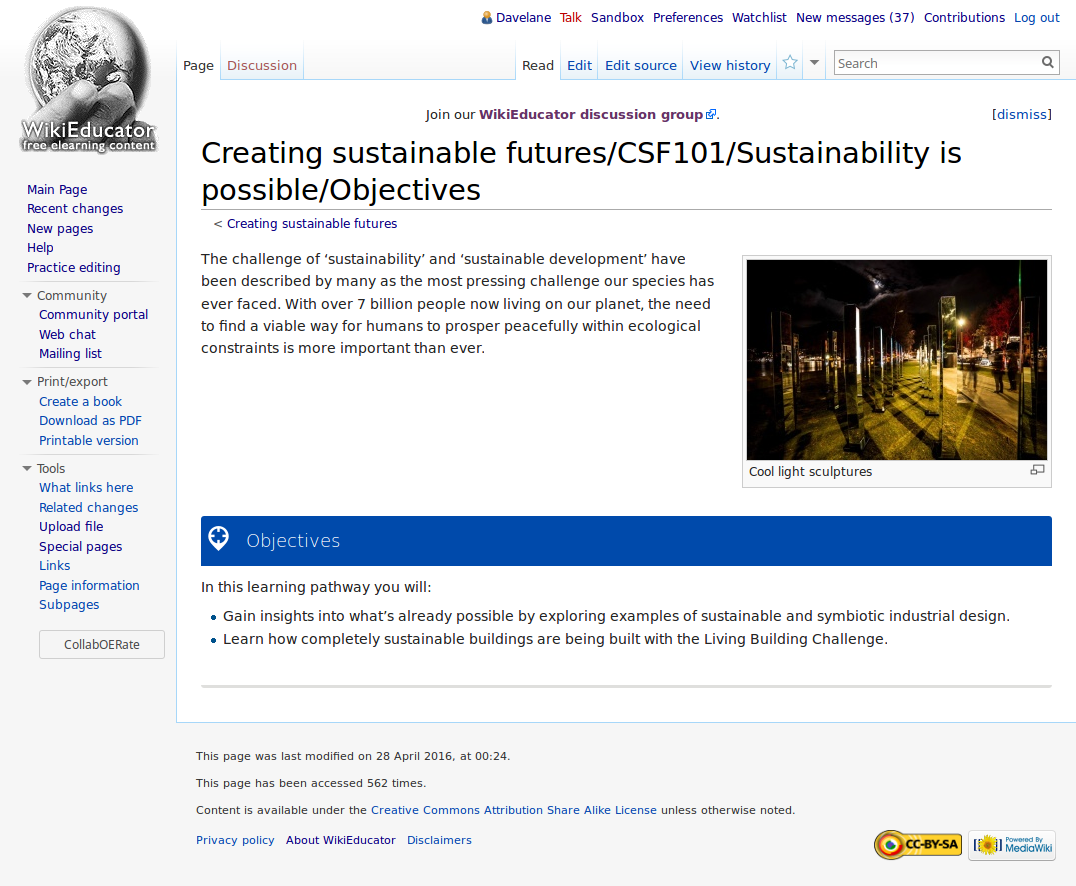 Davelane Talk Sandbox Preferences Watchlist New messages (37) Contributions Log out
WikiEducator
free elearning content
Page Discussion Read Edit Edit source View history Search
Join our WikiEducator discussion group. [dismiss]
Creating sustainable futures/CSF101/Sustainability is
possible/Objectives
< Creating sustainable futures
Main Page
Recent changes
New pages
Help
Practice editing
Community
Community portal
Web chat
Mailing list
Print/export
Create a book
Download as PDF
Printable version
Tools
What links here
Related changes
Upload file
Special pages
Links
Page information
Subpages
CollabOERate
The challenge of ‘sustainability’ and ‘sustainable development’ have
been described by many as the most pressing challenge our species has
ever faced. With over 7 billion people now living on our planet, the need
to find a viable way for humans to prosper peacefully within ecological
constraints is more important than ever.
Cool light sculptures
Objectives
In this learning pathway you will:
Gain insights into what’s already possible by exploring examples of sustainable and symbiotic industrial design.
Learn how completely sustainable buildings are being built with the Living Building Challenge.
This page was last modified on 28 April 2016, at 00:24.
This page has been accessed 562 times.
Content is available under the Creative Commons Attribution Share Alike License unless otherwise noted.
Privacy policy About WikiEducator Disclaimers
CC-BY-SA
Powered By
MediaWiki